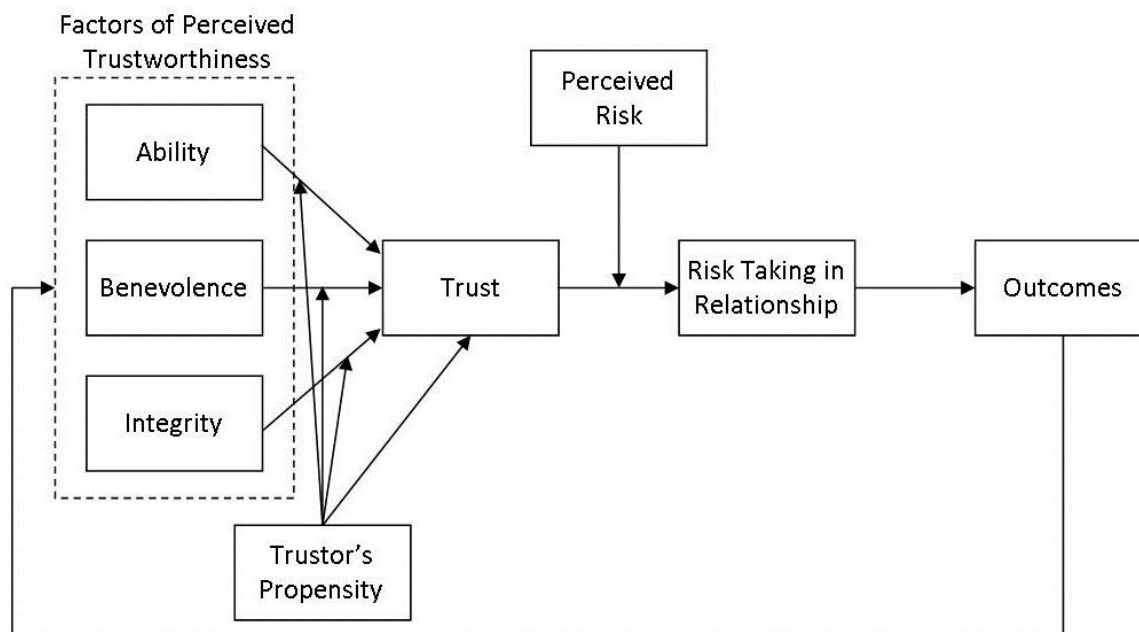 Factors of Perceived
Trustworthiness
Ability
Benevolence
Integrity
Trustor’s
Propensity
Trust
Perceived
Risk
Risk Taking in
Relationship
Outcomes